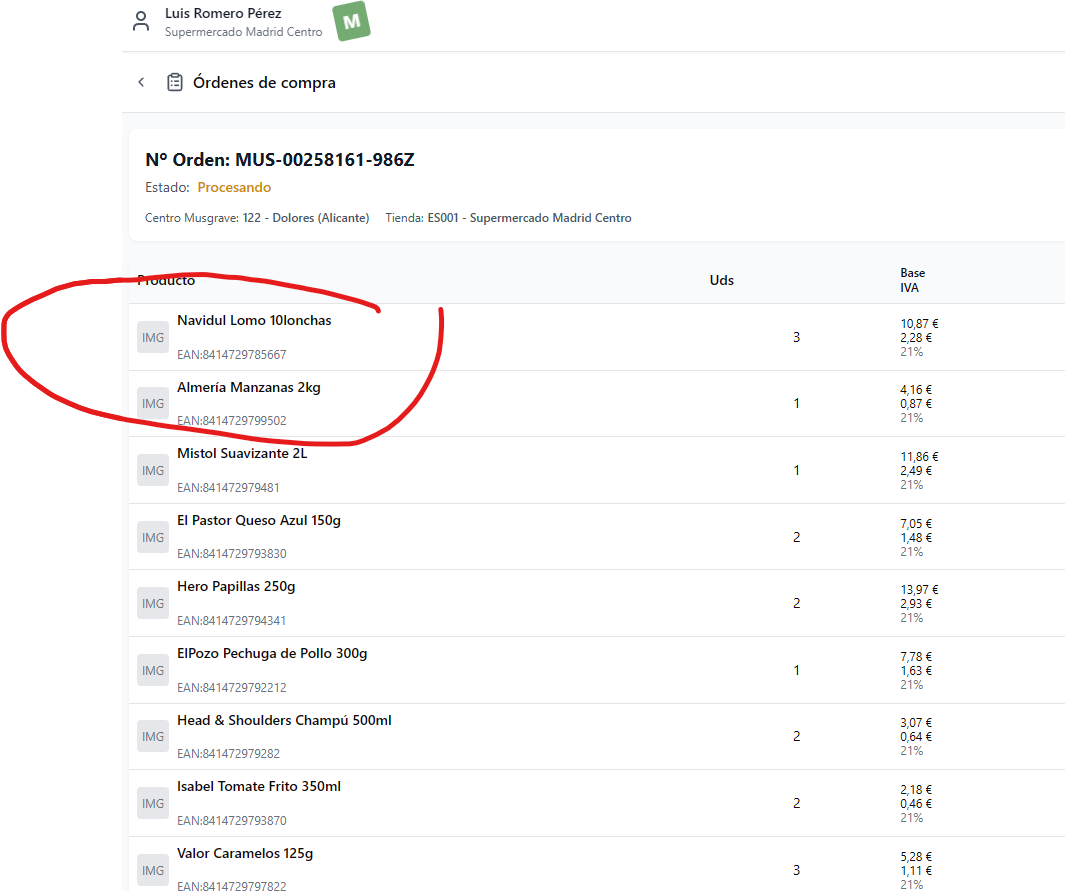 Luis Romero Pérez
Supermercado Madrid Centro
M
Órdenes de compra
Nº Orden: MUS-00258161-986Z
Estado: Procesando
Centro Musgrave: 122 - Dolores (Alicante) Tienda: ES001 - Supermercado Madrid Centro
Producto Uds Base
IVA
Navidul Lomo 10lonchas
IMG
EAN:8414729785667
3
10,87 €
2,28 €
21%
Almería Manzanas 2kg
IMG
EAN:8414729799502
1
4,16 €
0,87 €
21%
Mistol Suavizante 2L
IMG
EAN:841472979481
1
11,86 €
2,49 €
21%
El Pastor Queso Azul 150g
IMG
EAN:8414729793830
2
7,05 €
1,48 €
21%
Hero Papillas 250g
IMG
EAN:8414729794341
2
13,97 €
2,93 €
21%
ElPozo Pechuga de Pollo 300g
IMG
EAN:8414729792212
1
7,78 €
1,63 €
21%
Head & Shoulders Champú 500ml
IMG
EAN:841472979282
2
3,07 €
0,64 €
21%
Isabel Tomate Frito 350ml
IMG
EAN:8414729793870
2
2,18 €
0,46 €
21%
Valor Caramelos 125g
IMG
EAN:8414729797822
3
5,28 €
1,11 €
21%